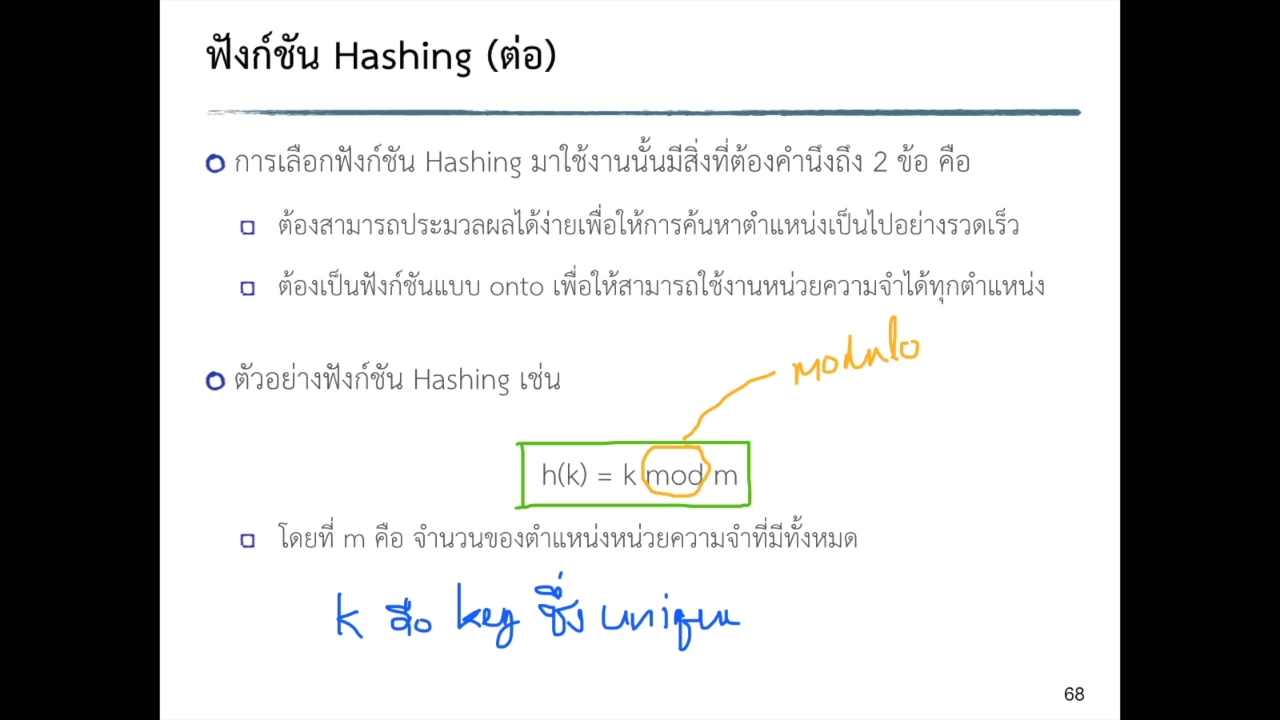 ฟังก์ชัน Hashing (ต่อ)
การเลือกฟังก์ชัน Hashing มาใช้งานนั้นมีสิ่งที่ต้องคำนึงถึง 2 ข้อ คือ
ต้องสามารถประมวลผลได้ง่ายเพื่อให้การค้นหาตำแหน่งเป็นไปอย่างรวดเร็ว
ต้องเป็นฟังก์ชันแบบ onto เพื่อให้สามารถใช้งานหน่วยความจำได้ทุกตำแหน่ง
modulo
ตัวอย่างฟังก์ชัน Hashing เช่น
h(k) = k mod m
โดยที่ m คือ จำนวนของตำแหน่งหน่วยความจำที่มีทั้งหมด
k คือ key ซึ่ง unique
68